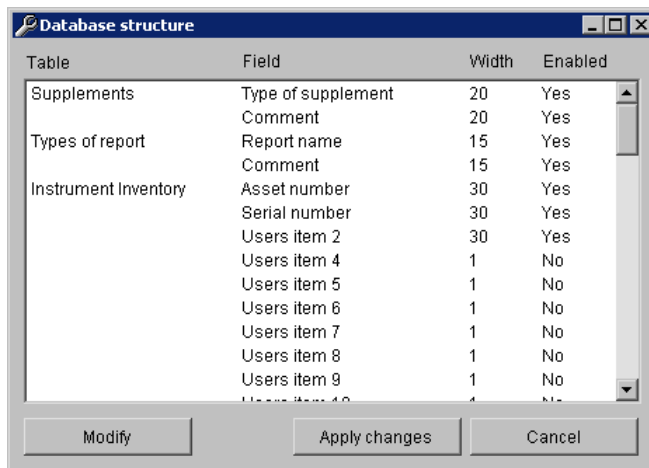 Database structure
Table Field Width Enabled
Supplements Type of supplement 20 Yes
Comment 20 Yes
Types of report Report name 15 Yes
Comment 15 Yes
Instrument Inventory Asset number 30 Yes
Serial number 30 Yes
Users item 2 30 Yes
Users item 4 1 No
Users item 5 1 No
Users item 6 1 No
Users item 7 1 No
Users item 8 1 No
Users item 9 1 No
Modify Apply changes Cancel